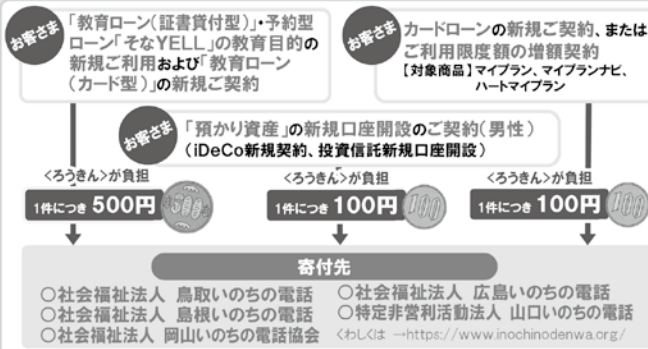 お客さま
「教育ローン(証書貸付型)」・予約型
ローン「そなYELL」の教育目的の
新規ご利用および「教育ローン
(カード型)」の新規ご契約
お客さま
カードローンの新規ご契約、または
ご利用限度額の増額契約
【対象商品】マイプラン、マイプランナビ、
ハートマイプラン
お客さま
「預かり資産」の新規口座開設のご契約(男性)
(iDeCo新規契約、投資信託新規口座開設)
〈ろうきん〉が負担
1件につき 500円
500
〈ろうきん〉が負担
1件につき 100円
100
〈ろうきん〉が負担
1件につき 100円
100
寄付先
○社会福祉法人 鳥取いのちの電話
○社会福祉法人 島根いのちの電話
○社会福祉法人 岡山いのちの電話協会
○社会福祉法人 広島いのちの電話
○特定非営利活動法人 山口いのちの電話
くわしくは →https://www.inochinodenwa.org/